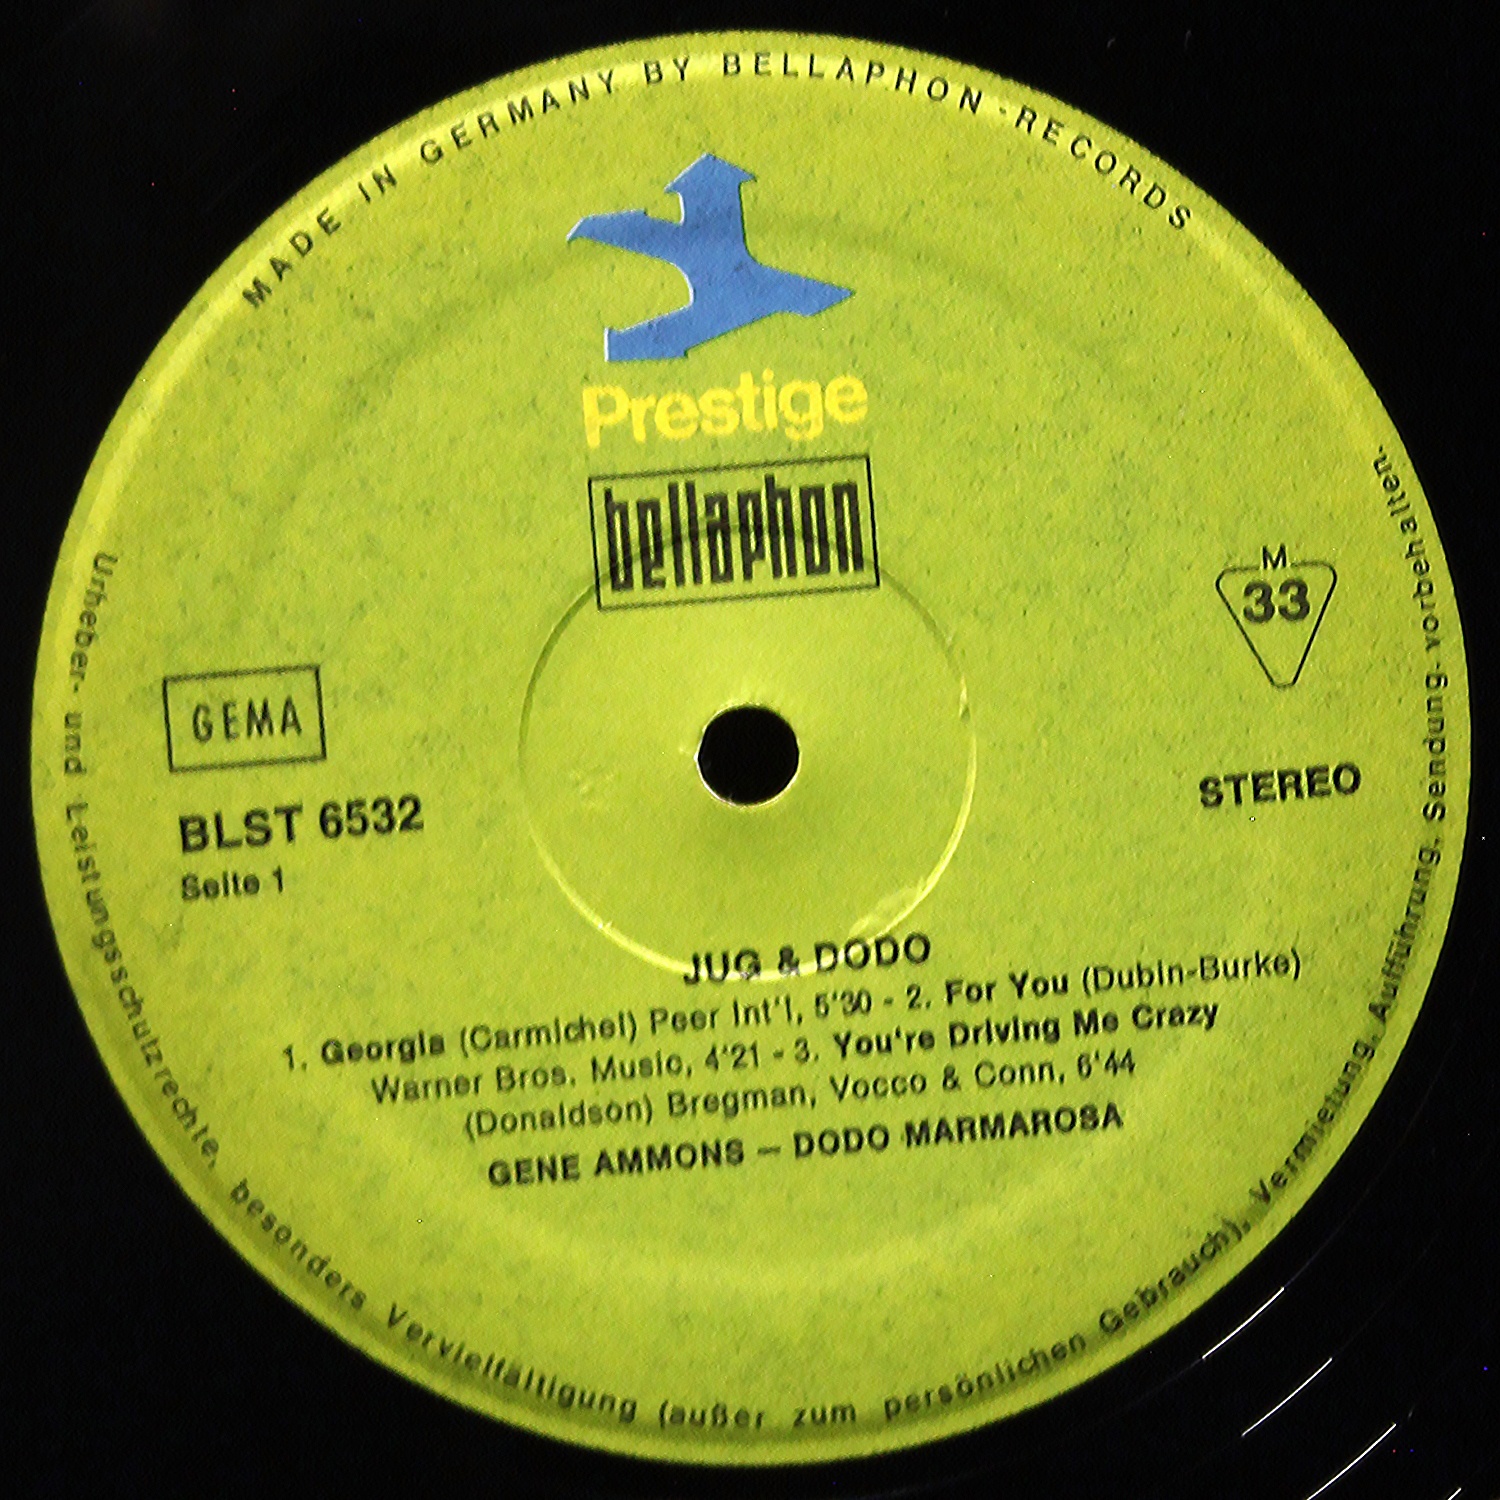 MADE IN GERMANY BY BELLAPHON-RECORDS
Prestige
bellaphon
M
33
GEMA
STEREO
BLST 6532
Seite 1
JUG & DODO
1. Georgia (Carmichel) Peer Int'l, 5'30 - 2. For You (Dubin-Burke)
Warner Bros. Music, 4'21 - 3. You're Driving Me Crazy
(Donaldson) Bregman, Vocco & Conn, 6'44
GENE AMMONS — DODO MARMAROSA
Urheber- und Leistungsschutzrechte, besonders Vervielfältigung (außer zum persönlichen Gebrauch), Vermietung, Aufführung, Sendung-vorbehalten.